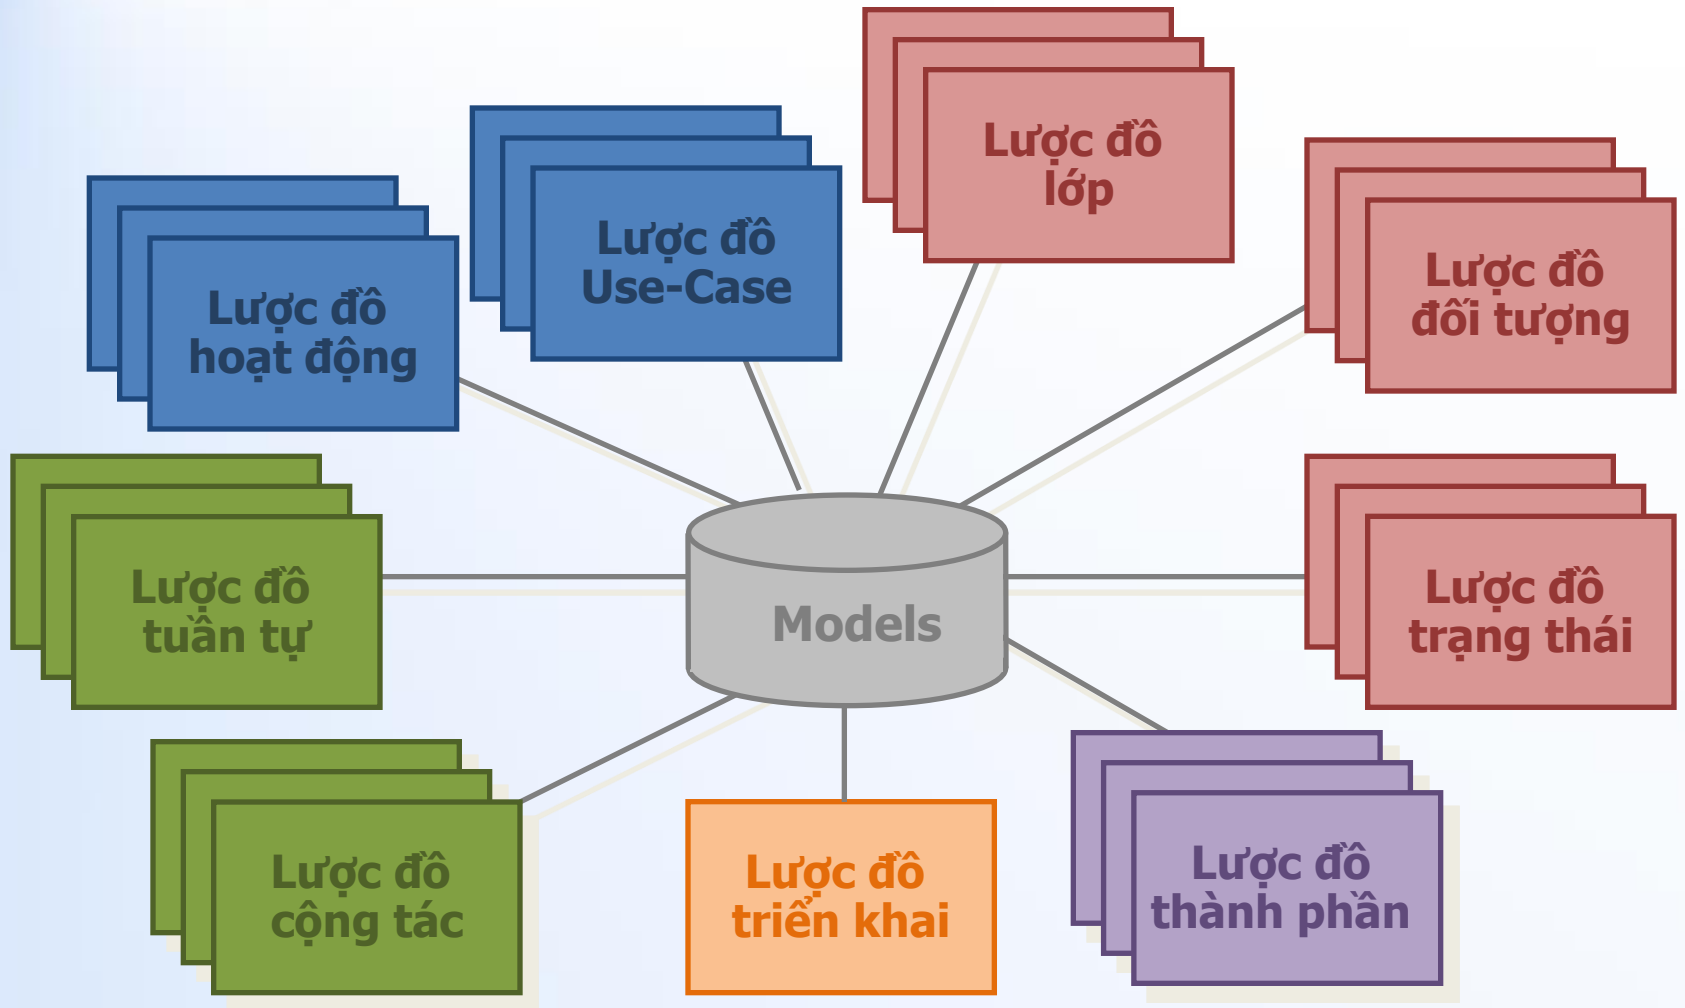 Lược đồ
lớp
Lược đồ
Use-Case
Lược đồ
đối tượng
Lược đồ
hoạt động
Lược đồ
tuần tự
Models
Lược đồ
trạng thái
Lược đồ
cộng tác
Lược đồ
triển khai
Lược đồ
thành phần